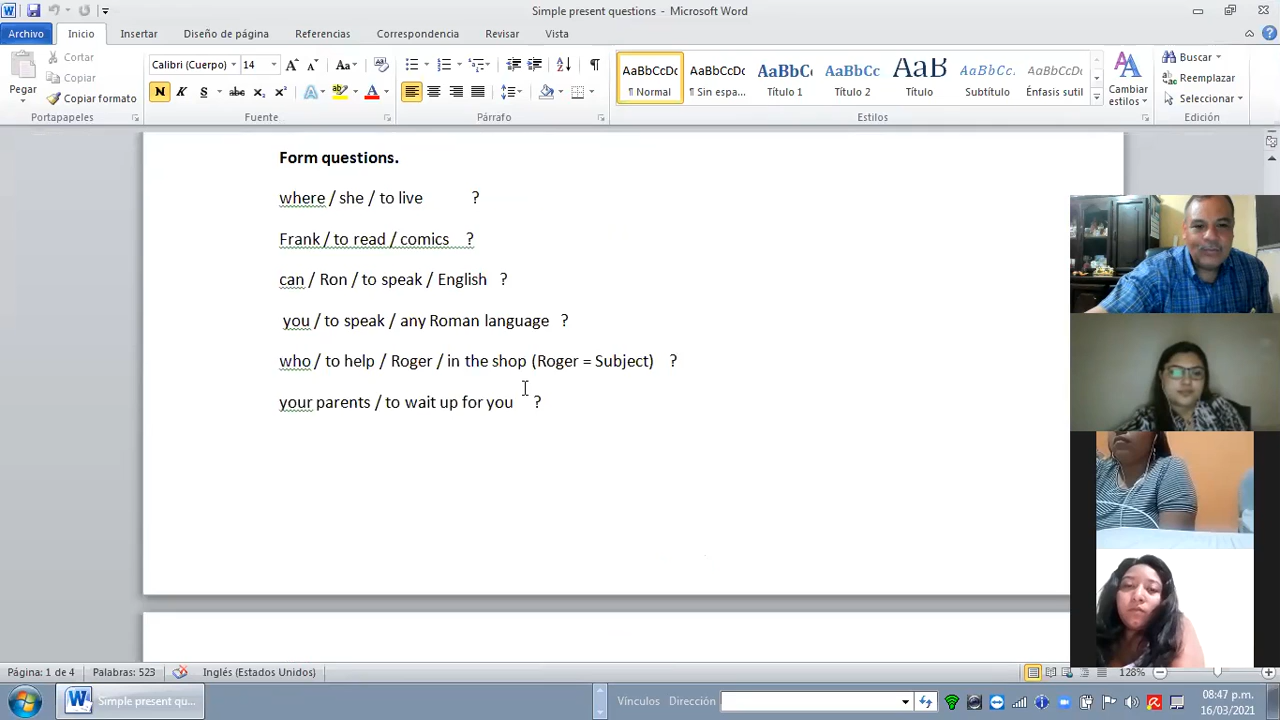 Simple present questions - Microsoft Word
Archivo Inicio Insertar Diseño de página Referencias Correspondencia Revisar Vista
Pegar
Cortar
Copiar
Copiar formato
Portapapeles
Calibri (Cuerpo) 14
Fuente
Párrafo
AaBbCcDc AaBbCcDc AaBbC AaBbCc AaB AaBbCc. AaBbCcDc
¶ Normal ¶ Sin espa... Título 1 Título 2 Título Subtítulo Énfasis sutil
Cambiar estilos
Estilos
Buscar
Reemplazar
Seleccionar
Edición
Form questions.
where / she / to live ?
Frank / to read / comics ?
can / Ron / to speak / English ?
you / to speak / any Roman language ?
who / to help / Roger / in the shop (Roger = Subject) ?
your parents / to wait up for you ?
Página: 1 de 4 Palabras: 523 Inglés (Estados Unidos) 128%
Simple present qu... Vínculos Dirección 08:47 p.m.
16/03/2021